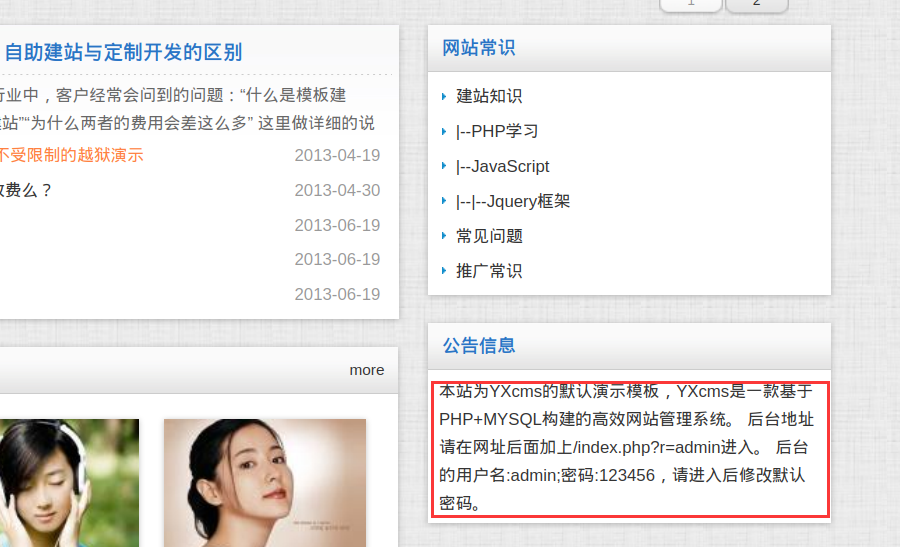 1
2
自助建站与定制开发的区别
行业中，客户经常会问到的问题：“什么是模板建
站”“为什么两者的费用会差这么多” 这里做详细的说
不受限制的越狱演示 2013-04-19
收费么？ 2013-04-30
2013-06-19
2013-06-19
2013-06-19
more
网站常识
建站知识
|--PHP学习
|--JavaScript
|--|--Jquery框架
常见问题
推广常识
公告信息
本站为YXcms的默认演示模板，YXcms是一款基于
PHP+MYSQL构建的高效网站管理系统。 后台地址
请在网址后面加上/index.php?r=admin进入。 后台
的用户名:admin;密码:123456，请进入后修改默认
密码。